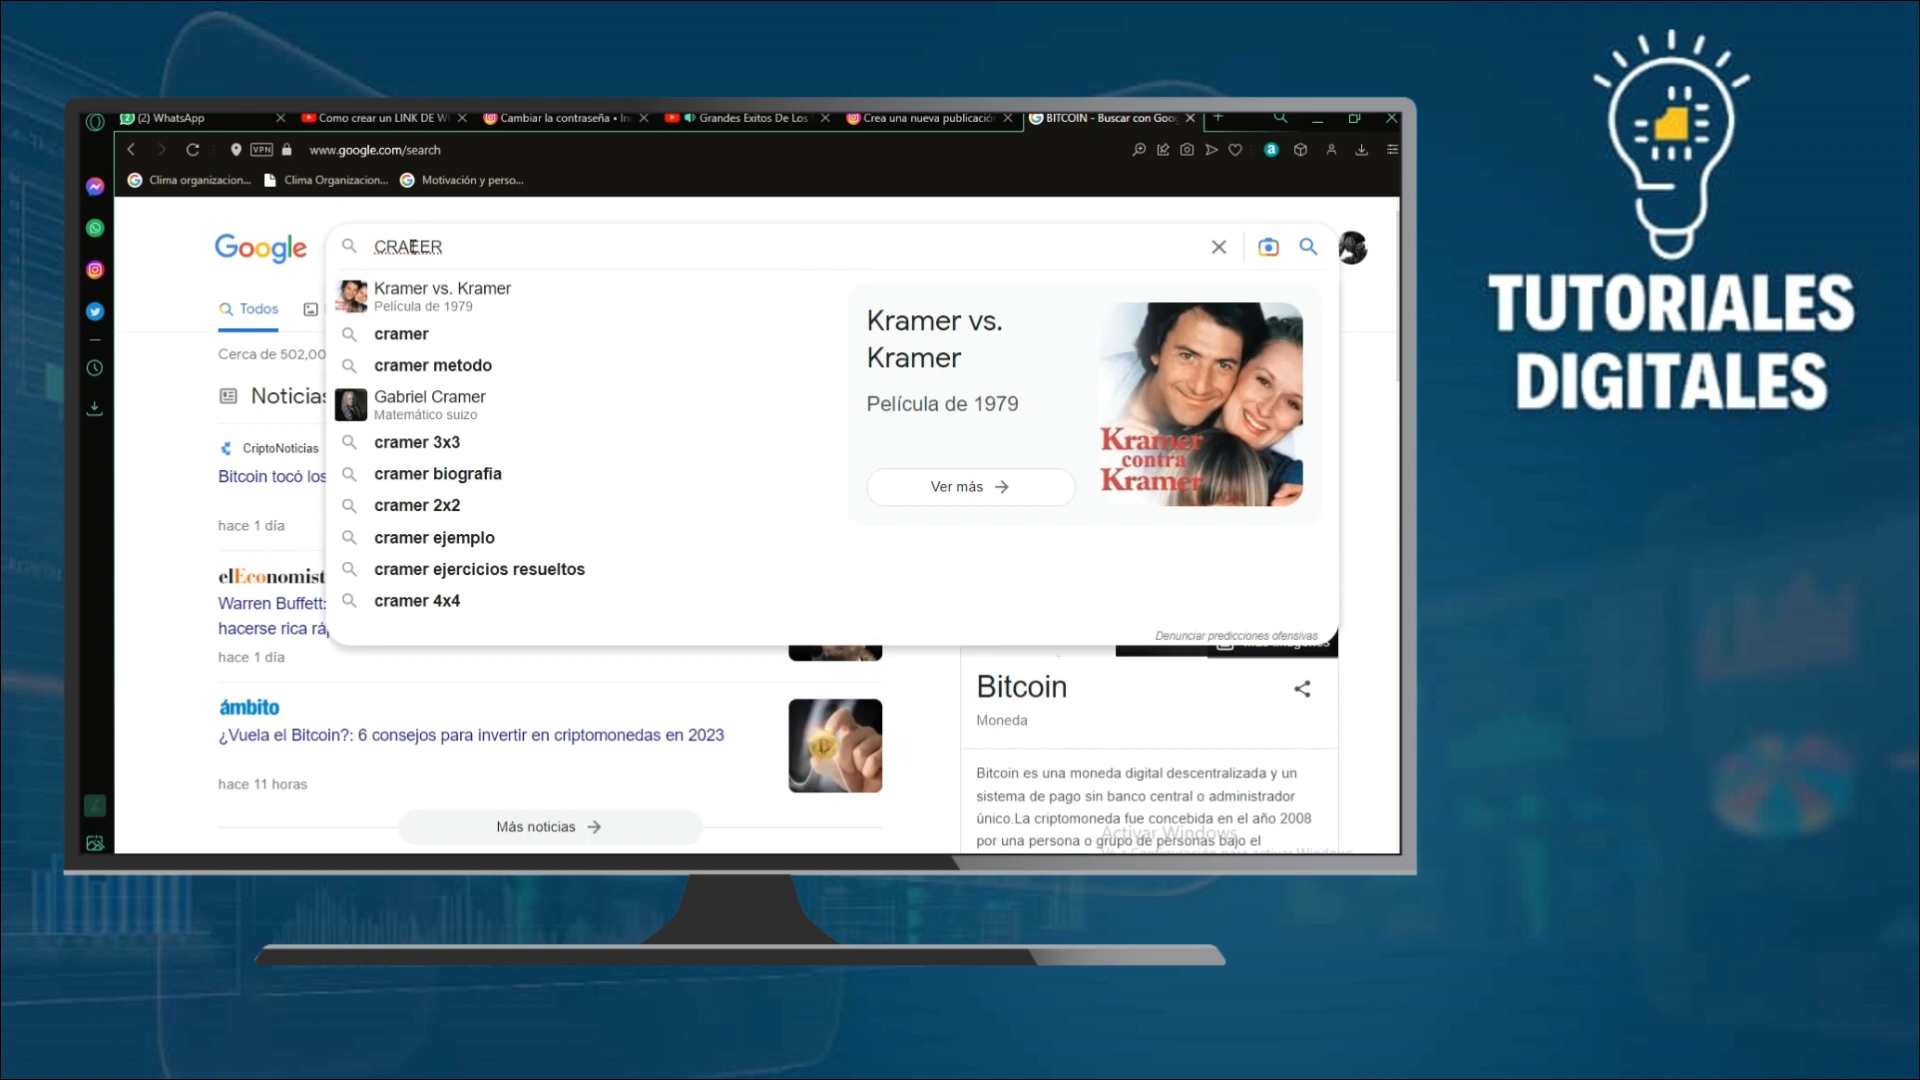 (2) WhatsApp
Como crear un LINK DE W
Cambiar la contraseña • In
Grandes Exitos De Los
Crea una nueva publicació
BITCOIN - Buscar con Goo
VPN
www.google.com/search
a
Clima organizacion...
Clima Organizacion...
Motivación y perso...
Google
Kramer vs. Kramer
Película de 1979
cramer
cramer metodo
Gabriel Cramer
Matemático suizo
cramer 3x3
cramer biografia
cramer 2x2
cramer ejemplo
cramer ejercicios resueltos
cramer 4x4
Kramer vs.
Kramer
Película de 1979
Ver más
Kramer
contra
Kramer
Denunciar predicciones ofensivas
Todos
Cerca de 502,00
Noticias
CriptoNoticias
Bitcoin tocó los
hace 1 día
elEconomist
Warren Buffett:
hacerse rica
hace 1 día
ámbito
¿Vuela el Bitcoin?: 6 consejos para invertir en criptomonedas en 2023
hace 11 horas
Más noticias
Bitcoin
Moneda
Bitcoin es una moneda digital descentralizada y un
sistema de pago sin banco central o administrador
único.La criptomoneda fue concebida en el año 2008
por una persona o grupo de personas bajo el
Activar Windows
TUTORIALES
DIGITALES